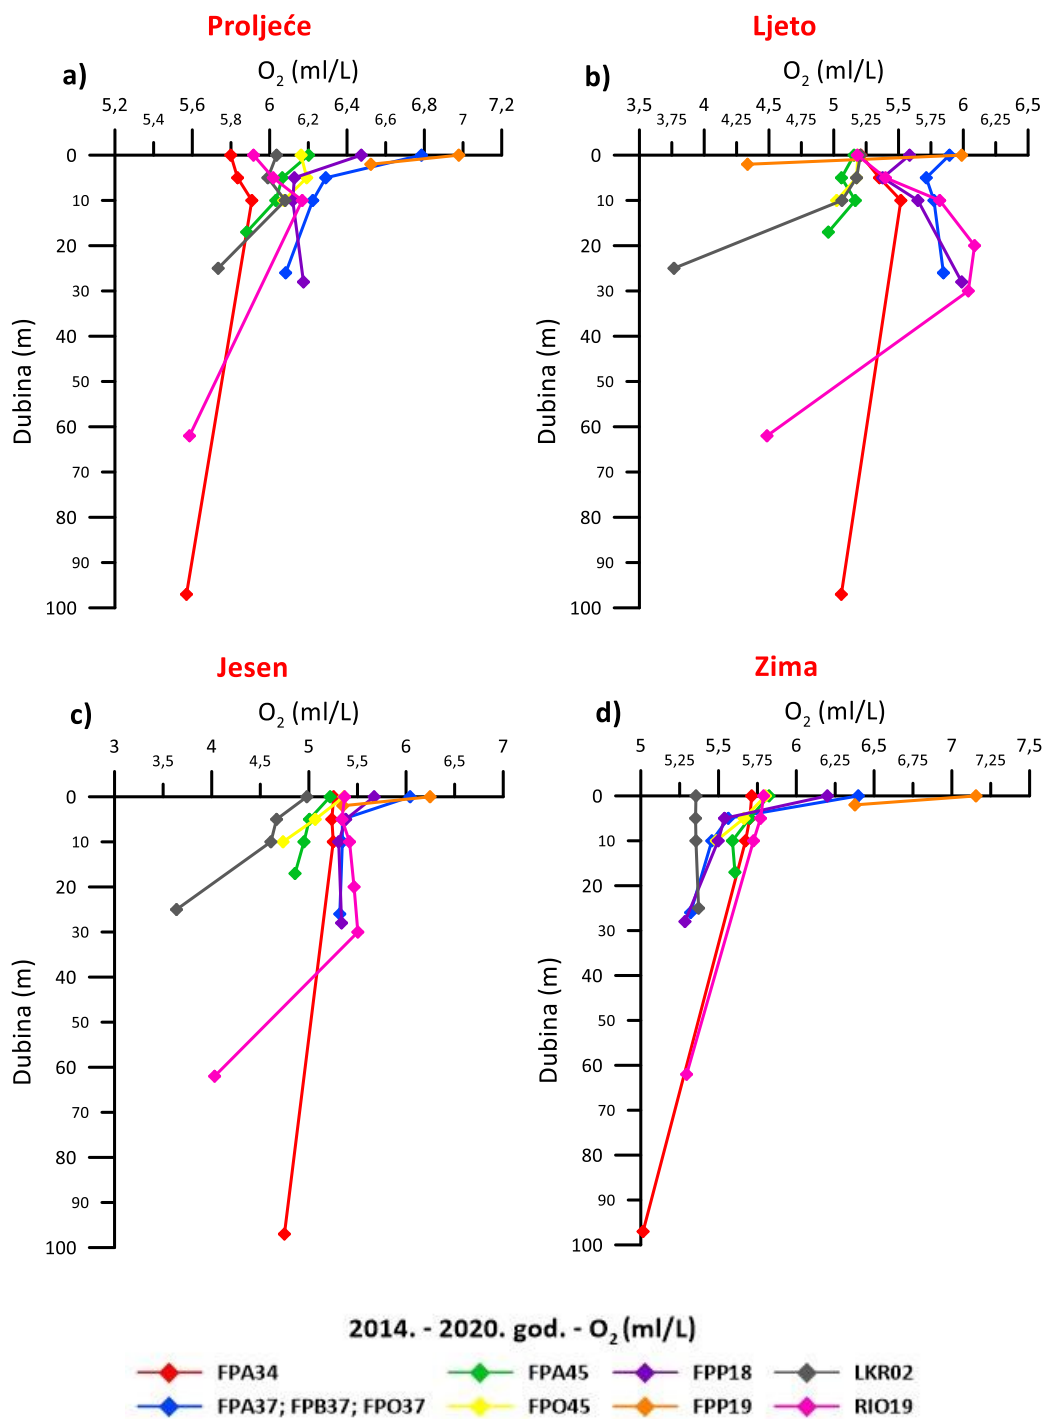 Proljeće
Ljeto
a)
O2 (ml/L)
b)
O2 (ml/L)
5,2 5,6 6 6,4 6,8 7,2
5,4 5,8 6,2 6,6 7
3,5 4 4,5 5 5,5 6 6,5
3,75 4,25 4,75 5,25 5,75 6,25
0
10
20
30
40
50
60
70
80
90
100
Dubina (m)
0
10
20
30
40
50
60
70
80
90
100
Dubina (m)
Jesen
Zima
c)
O2 (ml/L)
d)
O2 (ml/L)
3 4 5 6 7
3,5 4,5 5,5 6,5
5 5,5 6 6,5 7 7,5
5,25 5,75 6,25 6,75 7,25
0
10
20
30
40
50
60
70
80
90
100
Dubina (m)
0
10
20
30
40
50
60
70
80
90
100
Dubina (m)
2014. - 2020. god. - O2 (ml/L)
FPA34 FPA45 FPP18 LKR02
FPA37; FPB37; FPO37 FPO45 FPP19 RIO19